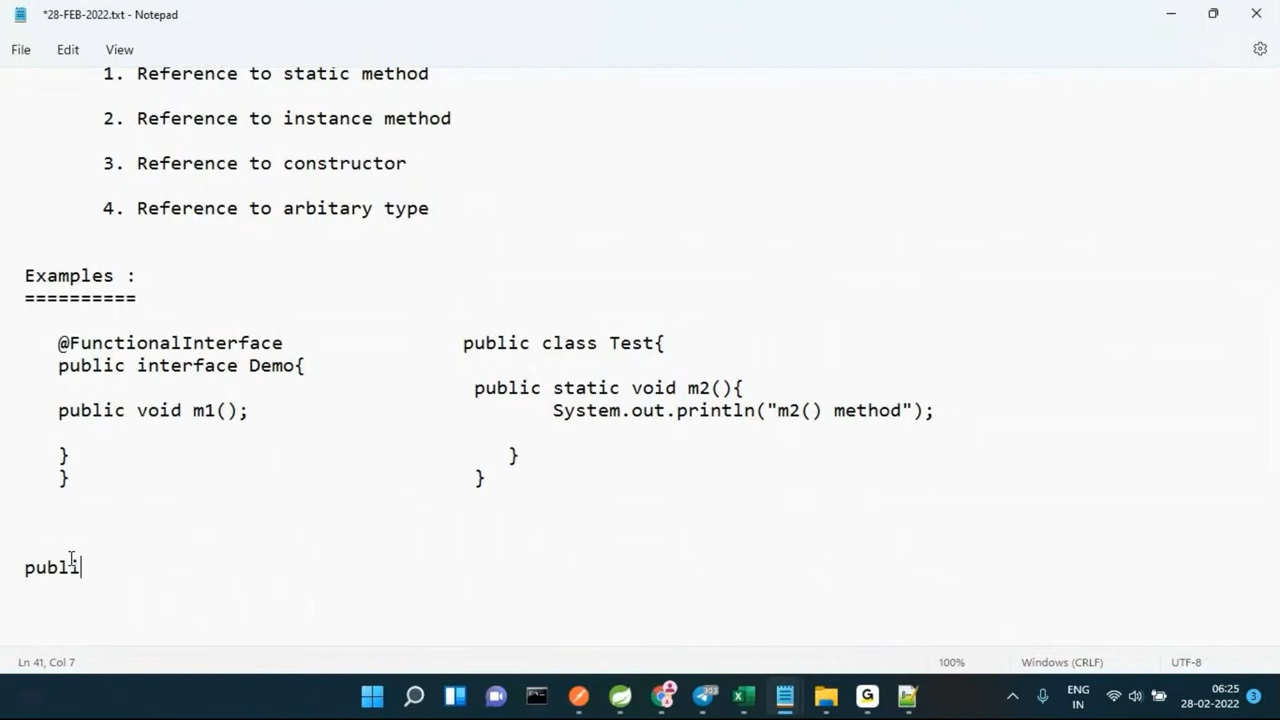 *28-FEB-2022.txt - Notepad
File Edit View
1. Reference to static method
2. Reference to instance method
3. Reference to constructor
4. Reference to arbitary type
Examples :
==========
@FunctionalInterface public class Test{
public interface Demo{
public static void m2(){
public void m1(); System.out.println("m2() method");
} }
} }
publi
Ln 41, Col 7 100% Windows (CRLF) UTF-8
303 G ENG 06:25
IN 28-02-2022 3